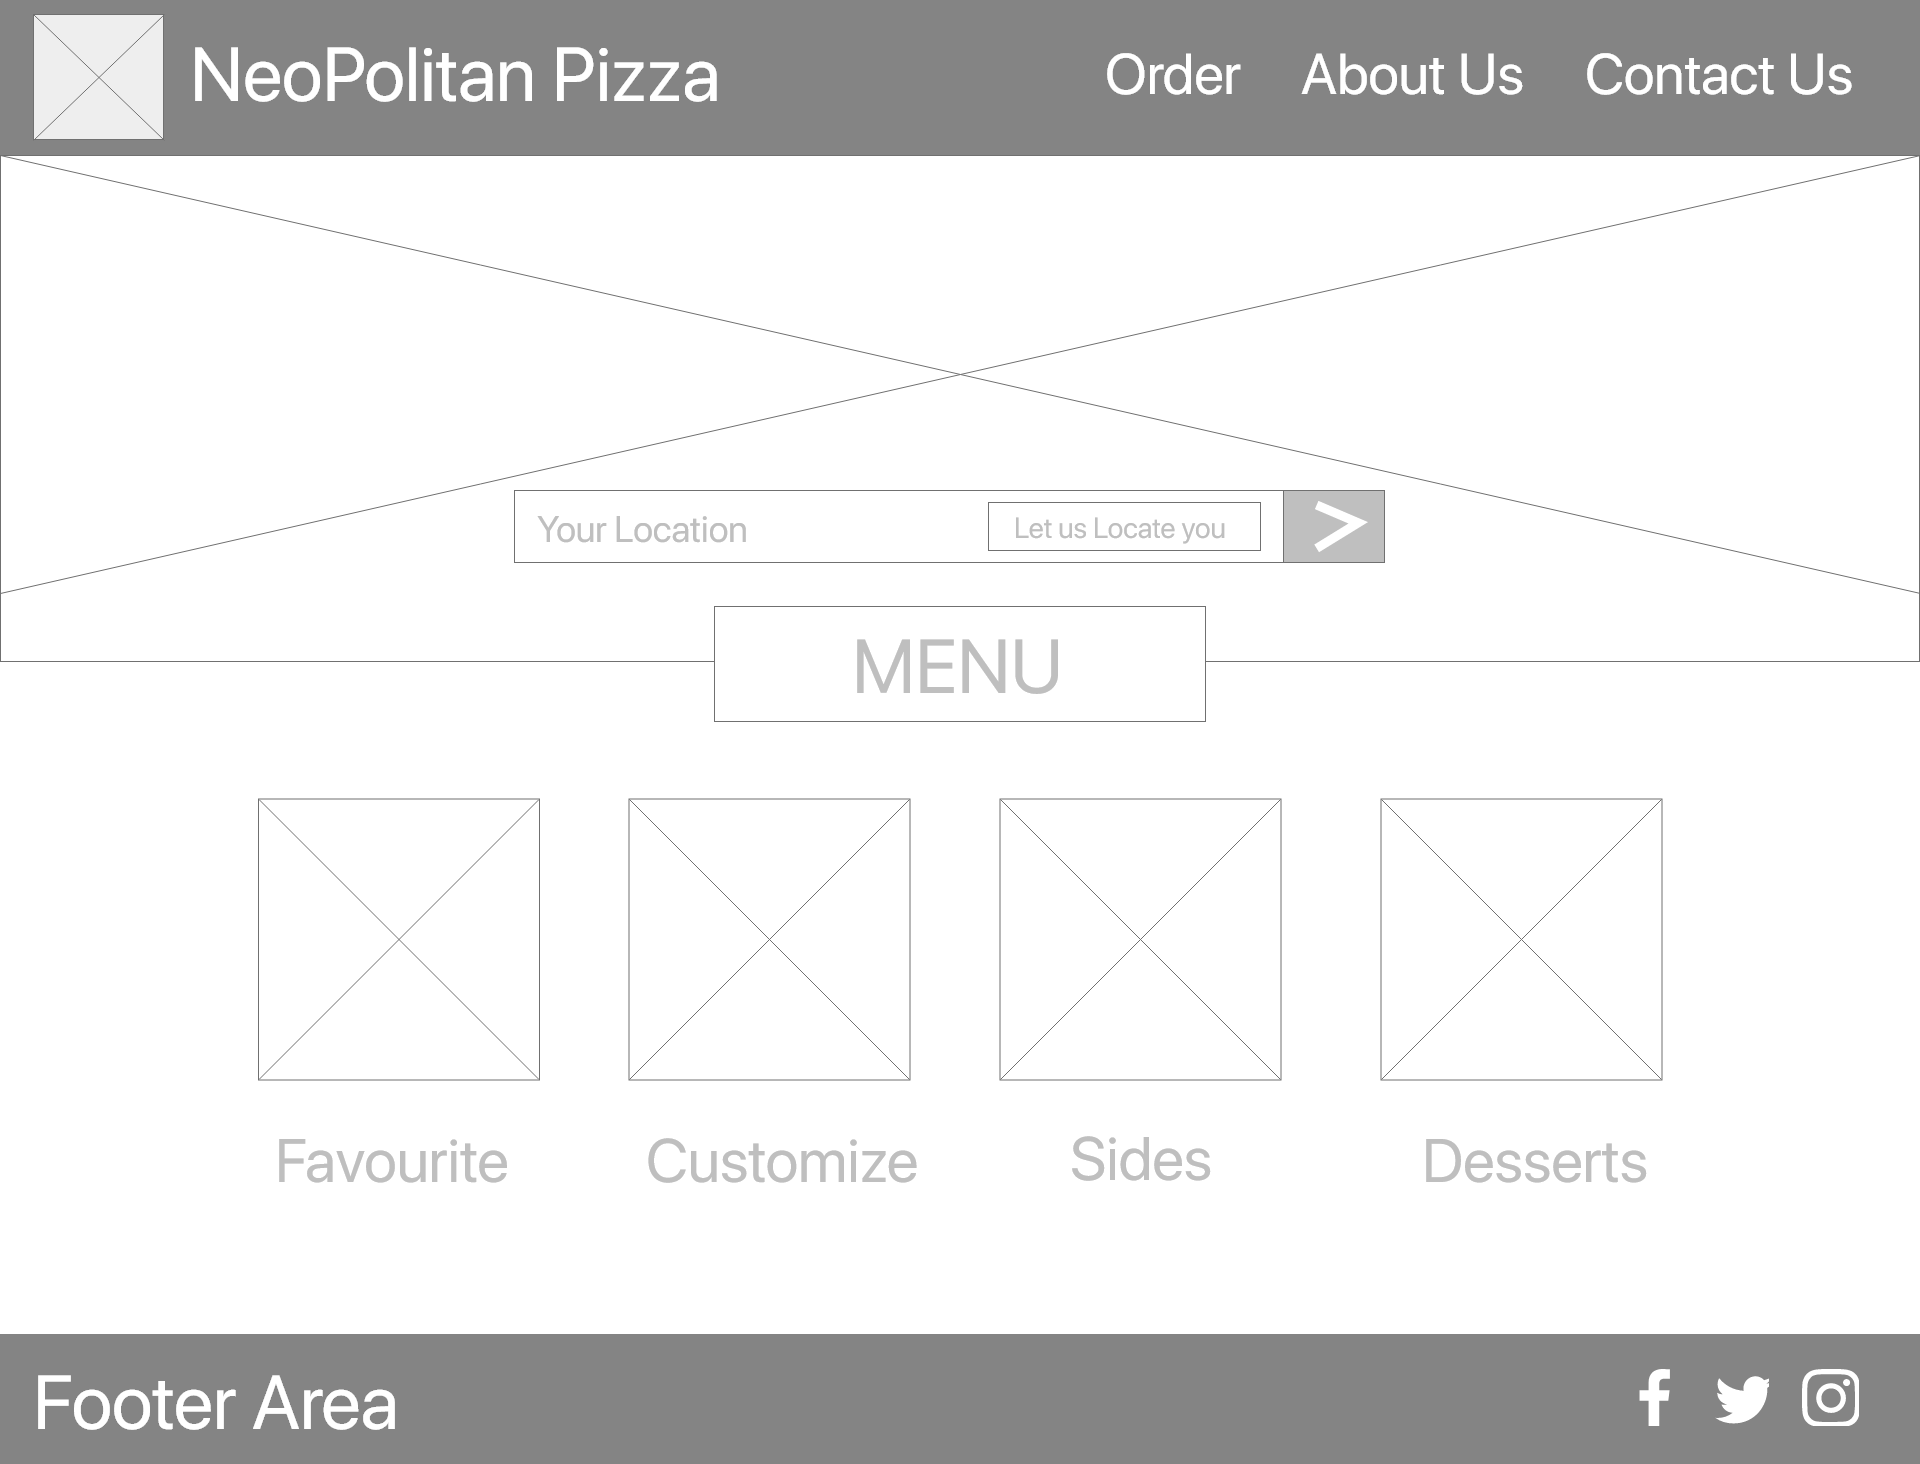 NeoPolitan Pizza
Order
About Us
Contact Us
Your Location
Let us Locate you
MENU
Favourite
Customize
Sides
Desserts
Footer Area